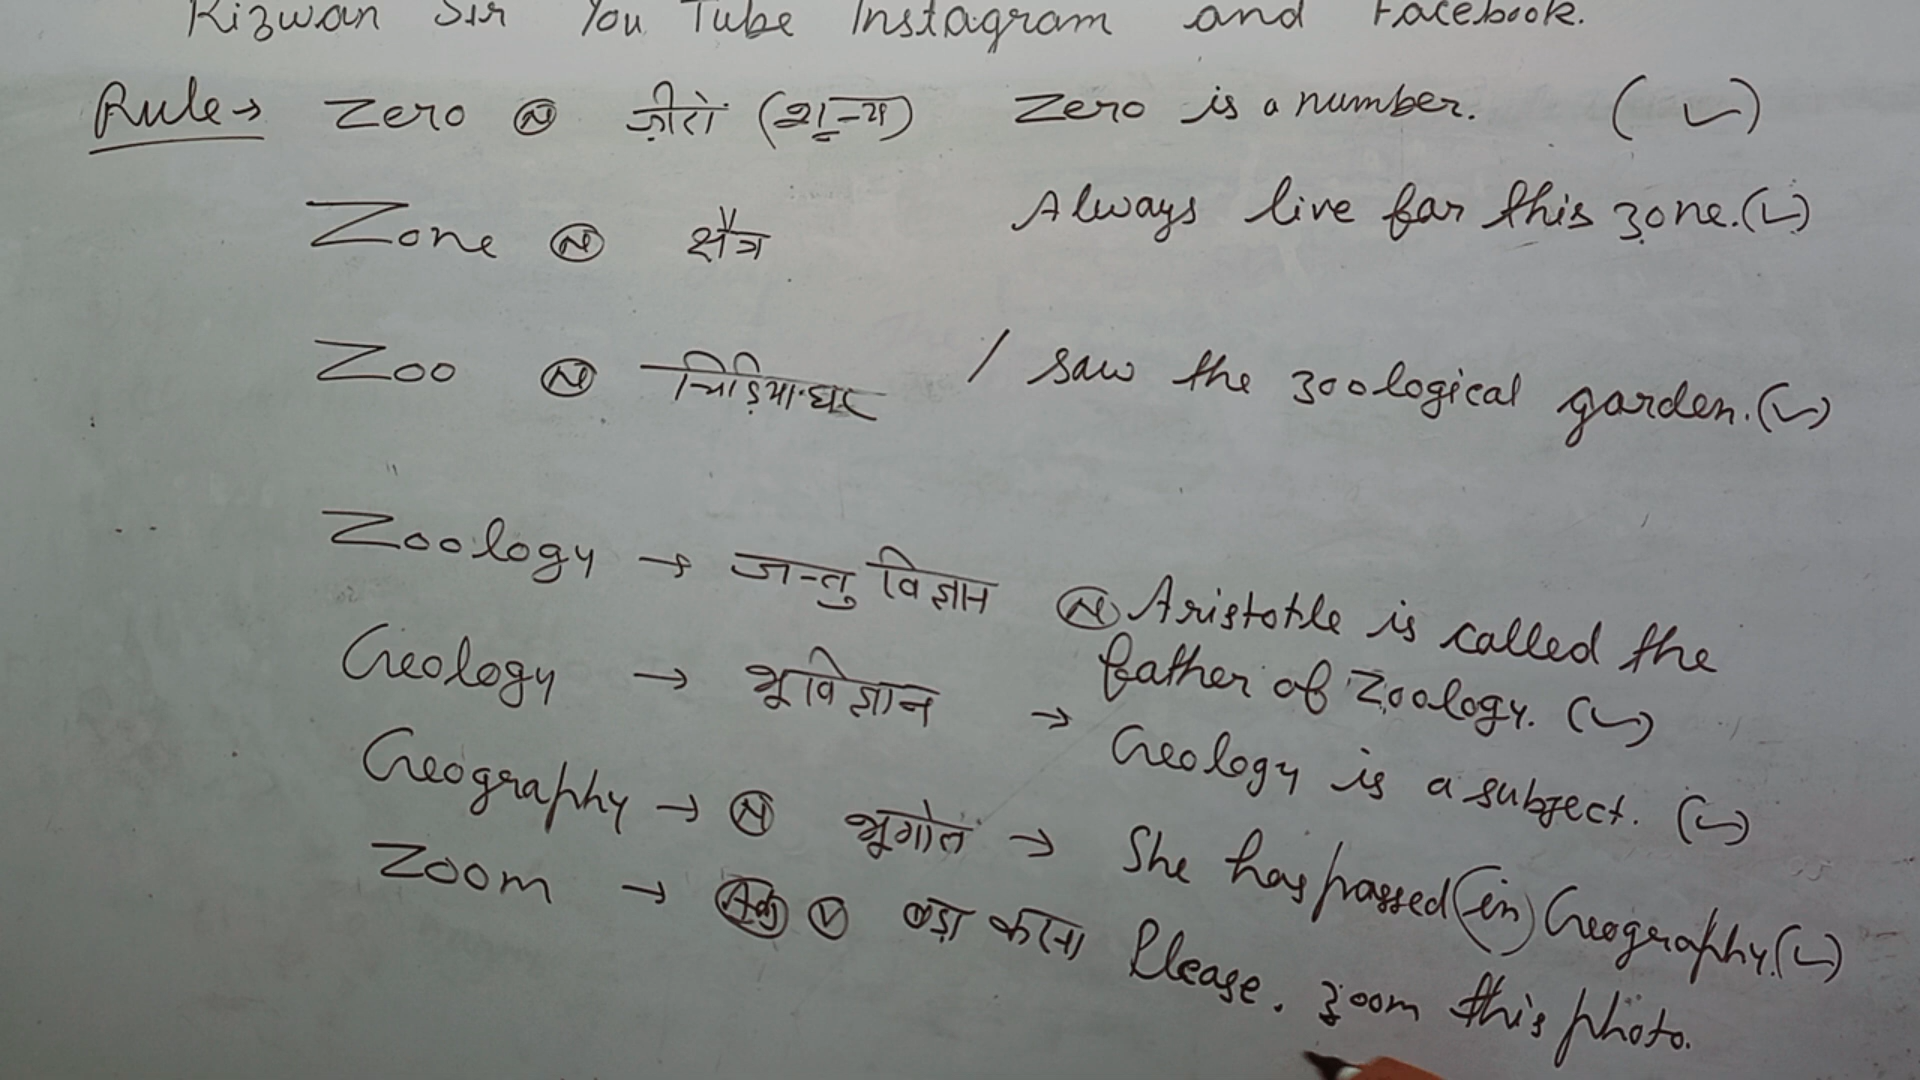 Rizwan Sir You Tube Instagram and Facebook.
Rule→ Zero (N) ज़ीरो (शून्य) Zero is a number. (✓)
Zone (N) क्षेत्र Always live far this zone. (✓)
Zoo (N) चिड़िया घर I saw the zoological garden. (✓)
Zoology → जन्तु विज्ञान (N) Aristotle is called the
father of Zoology. (✓)
Geology → भूविज्ञान → Geology is a subject. (✓)
Geography → (N) भूगोल → She has passed (in) Geography. (✓)
Zoom → (V) बड़ा करना Please. zoom this photo.